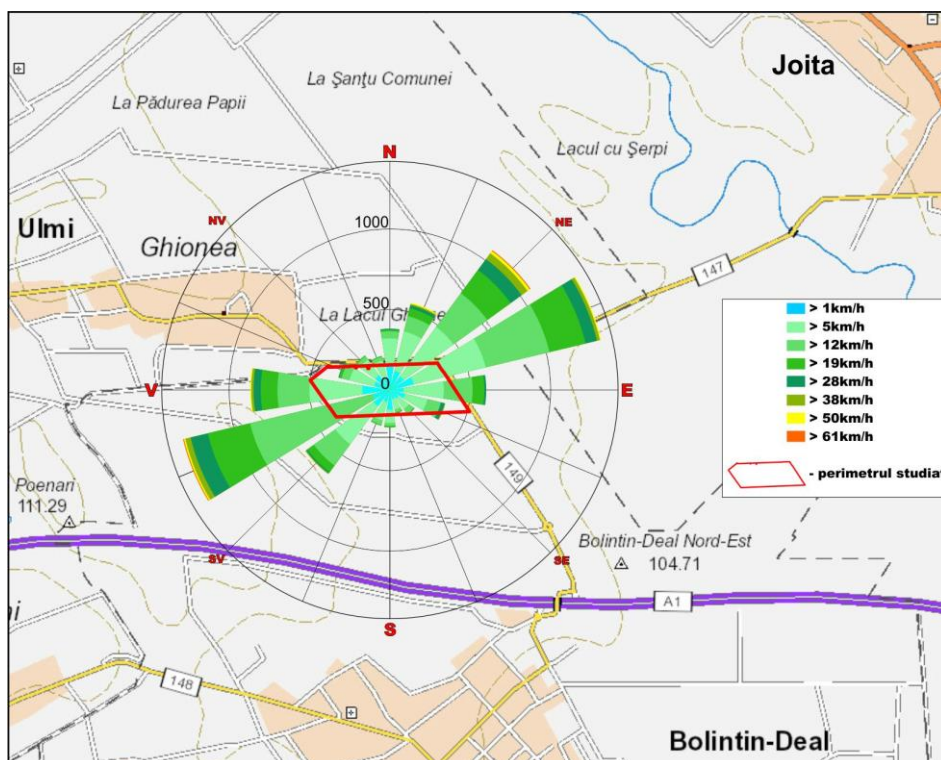 Joita
La Şanţu Comunei
La Pădurea Papii
Lacul cu Şerpi
N
NV
NE
Ulmi
Ghionea
1000
147
500
La Lacul
> 1km/h
> 5km/h
> 12km/h
> 19km/h
> 28km/h
> 38km/h
> 50km/h
> 61km/h
0
V
E
- perimetrul studiat
149
Poenari
111.29
SV
SE
Bolintin-Deal Nord-Est
104.71
A1
S
148
Bolintin-Deal